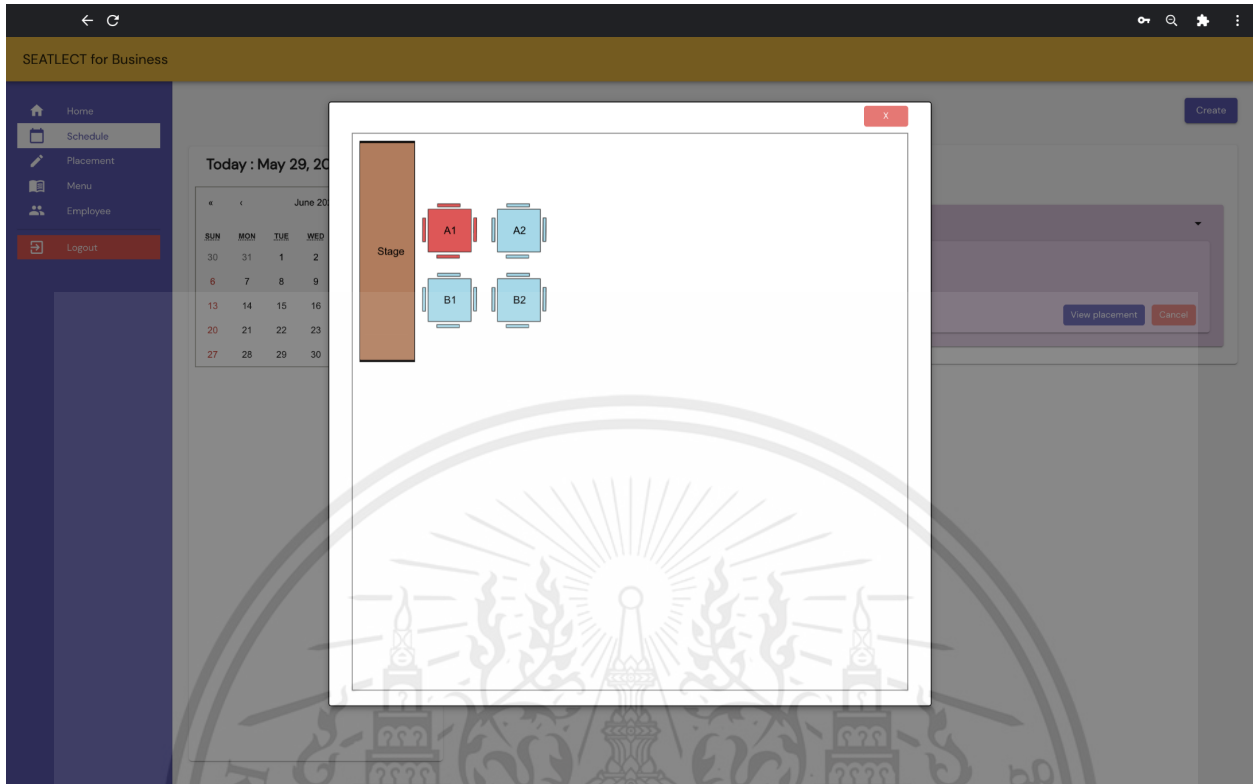 SEATLECT for Business
Home
Schedule
Placement
Menu
Employee
Logout
Create
X
Today : May 29, 20
« ‹ June 20
SUN MON TUE WED
30 31 1 2
6 7 8 9
13 14 15 16
20 21 22 23
27 28 29 30
Stage
A1 A2
B1 B2
View placement Cancel